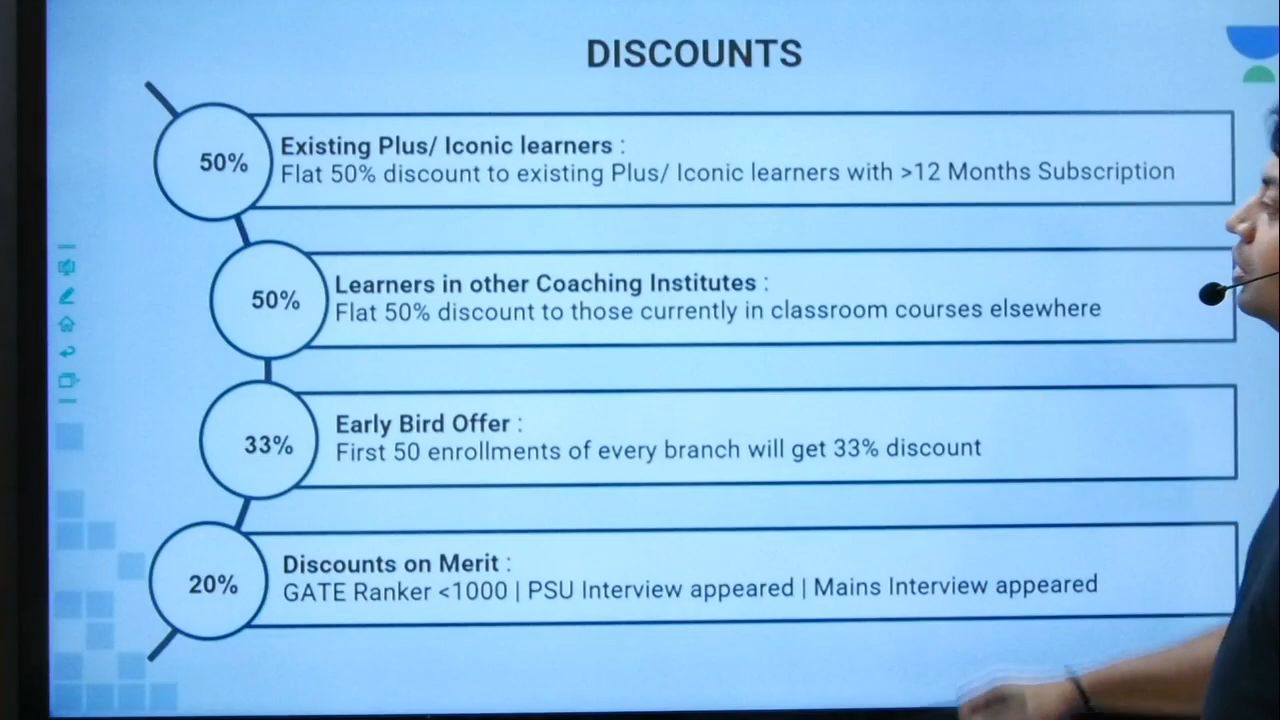 DISCOUNTS
50%
Existing Plus/ Iconic learners :
Flat 50% discount to existing Plus/ Iconic learners with >12 Months Subscription
50%
Learners in other Coaching Institutes :
Flat 50% discount to those currently in classroom courses elsewhere
33%
Early Bird Offer :
First 50 enrollments of every branch will get 33% discount
20%
Discounts on Merit :
GATE Ranker <1000 | PSU Interview appeared | Mains Interview appeared